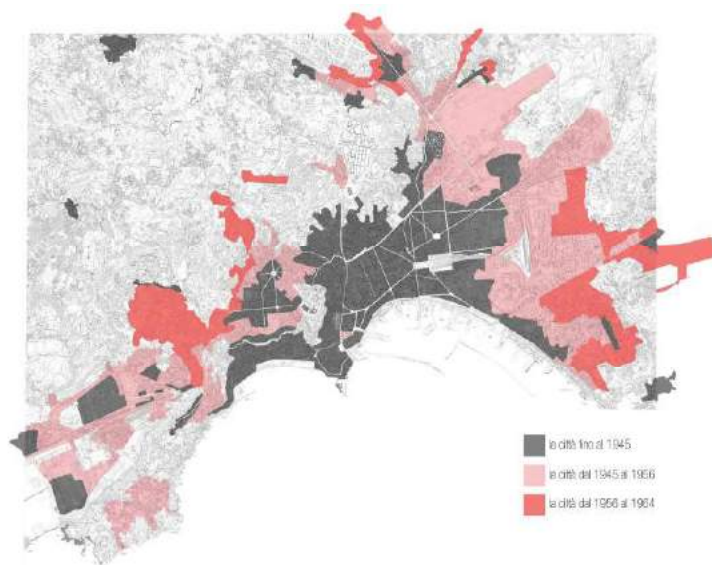 la città fino al 1945
la città dal 1945 al 1956
la città dal 1956 al 1964